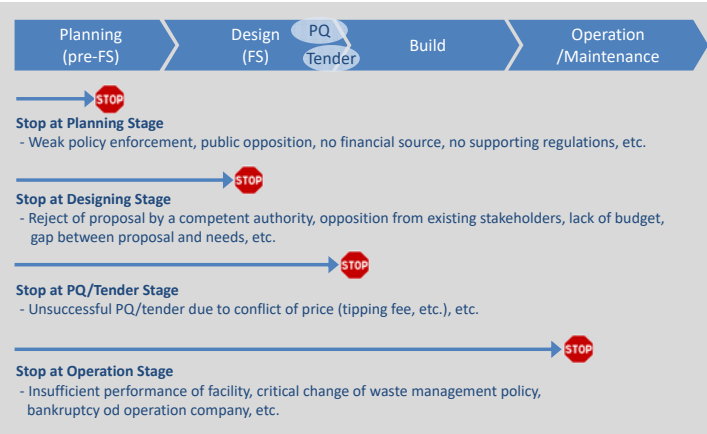 Planning
(pre-FS)
Design
(FS)
PQ
Tender
Build
Operation
/Maintenance
STOP
Stop at Planning Stage
- Weak policy enforcement, public opposition, no financial source, no supporting regulations, etc.
STOP
Stop at Designing Stage
- Reject of proposal by a competent authority, opposition from existing stakeholders, lack of budget,
gap between proposal and needs, etc.
STOP
Stop at PQ/Tender Stage
- Unsuccessful PQ/tender due to conflict of price (tipping fee, etc.), etc.
STOP
Stop at Operation Stage
- Insufficient performance of facility, critical change of waste management policy,
bankruptcy od operation company, etc.